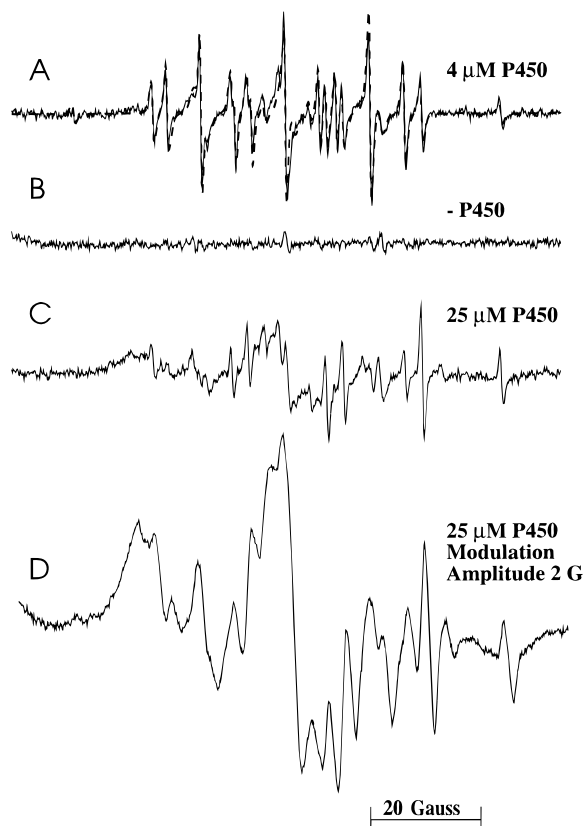 A
4 μM P450
B
- P450
C
25 μM P450
25 μM P450
Modulation
D
Amplitude 2 G
20 Gauss